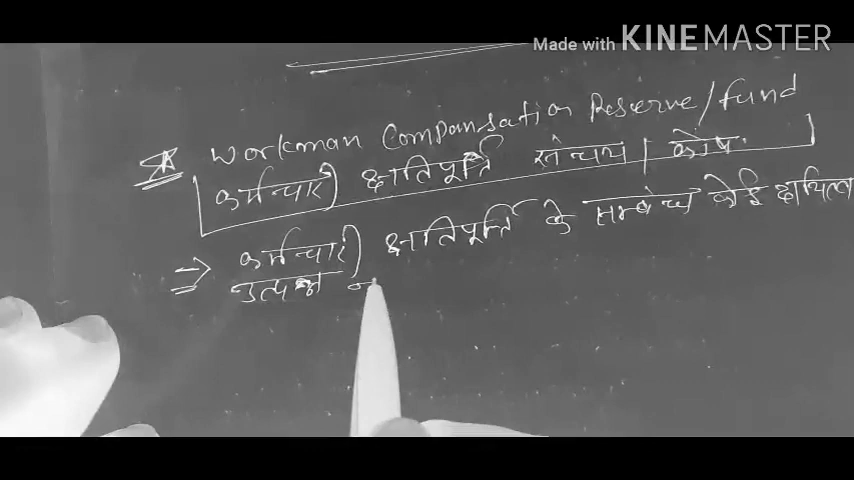 Made with KINEMASTER
Workman Compansation Reserve/fund
कर्मचारी क्षतिपूर्ति संचय / कोष
⇒ कर्मचारी क्षतिपूर्ति के सम्बन्ध कोई दायित्व
उत्पन्न न